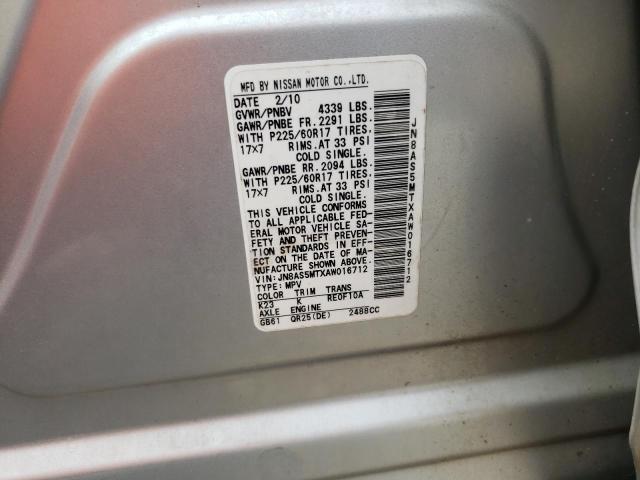 MFD BY NISSAN MOTOR CO.,LTD.
DATE 2/10
GVWR/PNBV 4339 LBS.
GAWR/PNBE FR. 2291 LBS.
WITH P225/60R17 TIRES,
17X7 RIMS.AT 33 PSI
COLD SINGLE.
GAWR/PNBE RR. 2094 LBS.
WITH P225/60R17 TIRES,
17X7 RIMS.AT 33 PSI
COLD SINGLE.
THIS VEHICLE CONFORMS
TO ALL APPLICABLE FED-
ERAL MOTOR VEHICLE SA-
FETY AND THEFT PREVEN-
TION STANDARDS IN EFF-
ECT ON THE DATE OF MA-
NUFACTURE SHOWN ABOVE.
VIN:JN8AS5MTXAW016712
TYPE:MPV
COLOR TRIM TRANS
K23 K RE0F10A
AXLE ENGINE
GB61 QR25(DE) 2488CC
JN8AS5MTXAW016712